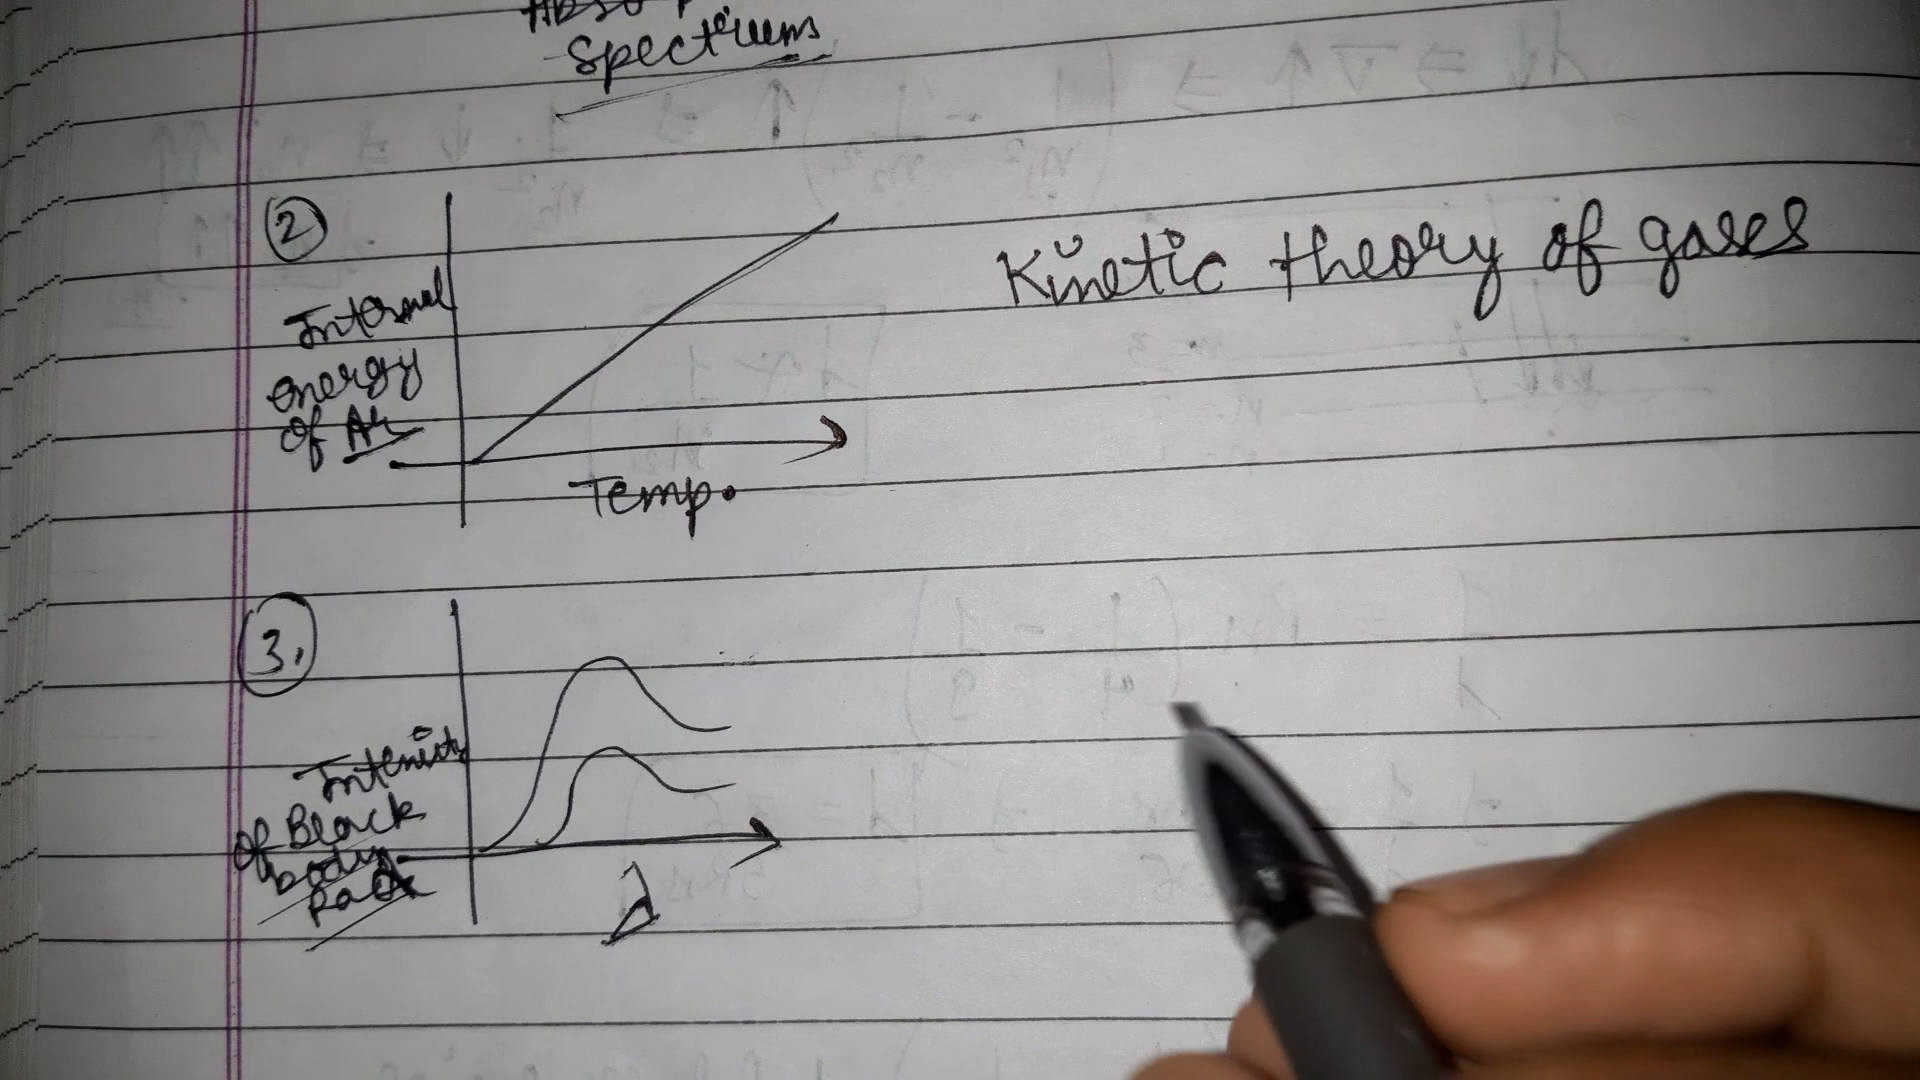 Spectrums
2
Internal
energy
of Ar
Temp.
Kinetic theory of gases
3.
Intensity
of Black
body
λ